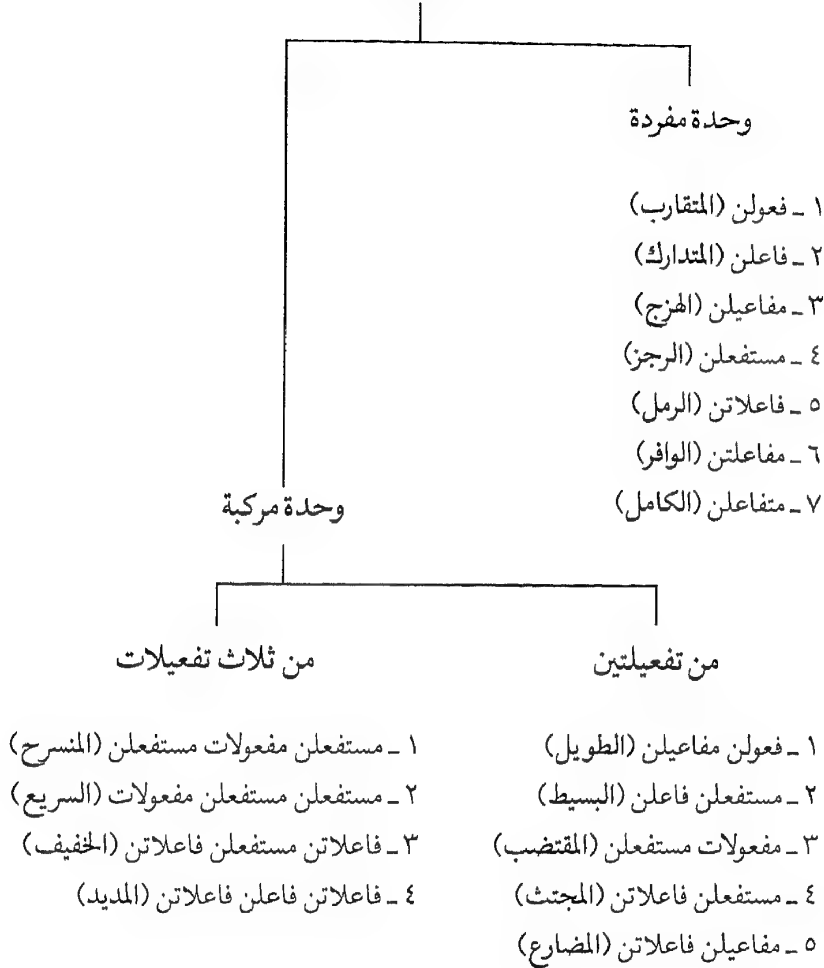 وحدة مفردة
١ ـ فعولن (المتقارب)
٢ ـ فاعلن (المتدارك)
٣ ـ مفاعيلن (الهزج)
٤ ـ مستفعلن (الرجز)
٥ ـ فاعلاتن (الرمل)
٦ ـ مفاعلتن (الوافر)
٧ ـ متفاعلن (الكامل)
وحدة مركبة
من تفعيلتين
١ ـ فعولن مفاعيلن (الطويل)
٢ ـ مستفعلن فاعلن (البسيط)
٣ ـ مفعولات مستفعلن (المقتضب)
٤ ـ مستفعلن فاعلاتن (المجتث)
٥ ـ مفاعيلن فاعلاتن (المضارع)
من ثلاث تفعيلات
١ ـ مستفعلن مفعولات مستفعلن (المنسرح)
٢ ـ مستفعلن مستفعلن مفعولات (السريع)
٣ ـ فاعلاتن مستفعلن فاعلاتن (الخفيف)
٤ ـ فاعلاتن فاعلن فاعلاتن (المديد)